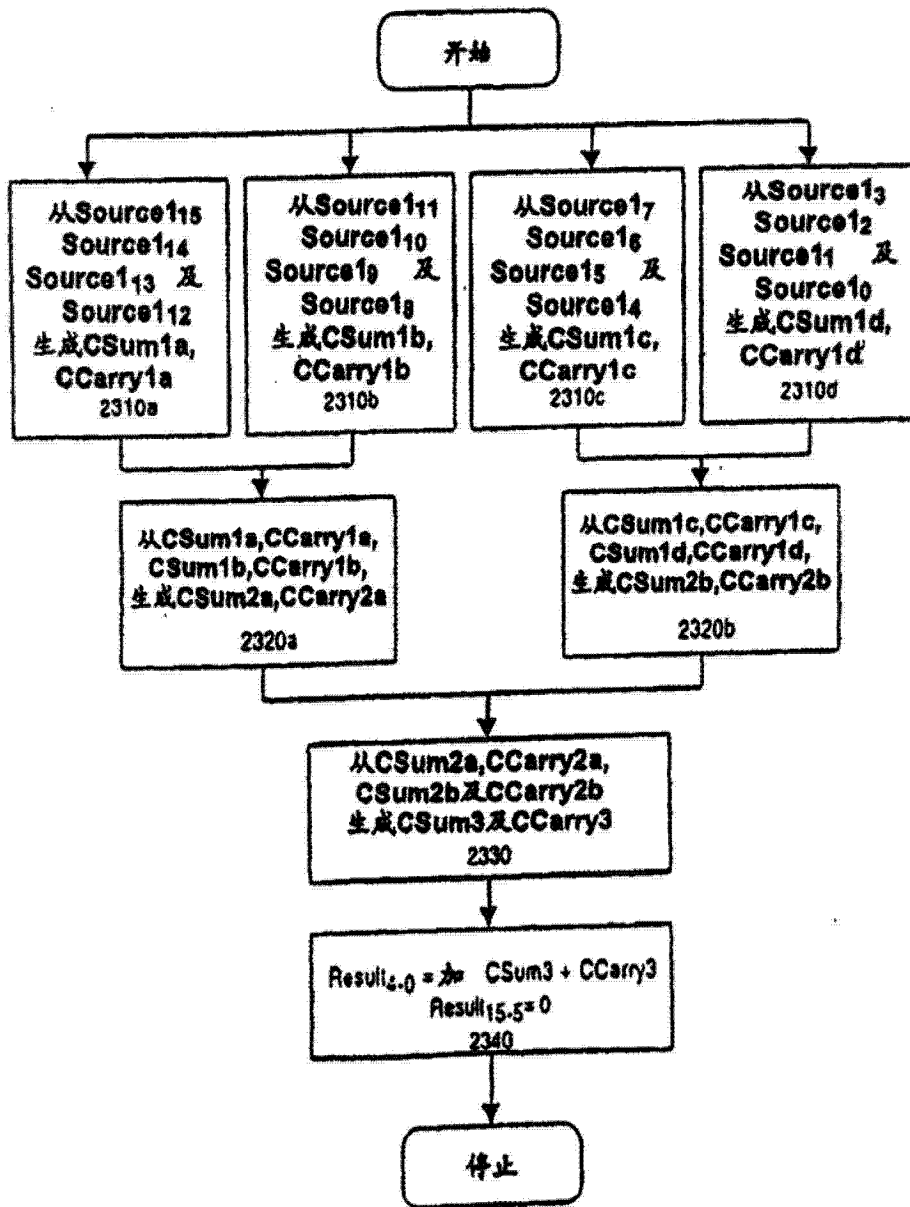 开始
从Source1₁₅
Source1₁₄
Source1₁₃ 及
Source1₁₂
生成CSum1a,
CCarry1a
2310a
从Source1₁₁
Source1₁₀
Source1₉ 及
Source1₈
生成CSum1b,
CCarry1b
2310b
从Source1₇
Source1₆
Source1₅ 及
Source1₄
生成CSum1c,
CCarry1c
2310c
从Source1₃
Source1₂
Source1₁ 及
Source1₀
生成CSum1d,
CCarry1d
2310d
从CSum1a,CCarry1a,
CSum1b,CCarry1b,
生成CSum2a,CCarry2a
2320a
从CSum1c,CCarry1c,
CSum1d,CCarry1d,
生成CSum2b,CCarry2b
2320b
从CSum2a,CCarry2a,
CSum2b及CCarry2b
生成CSum3及CCarry3
2330
Result₄₋₀ = 加 CSum3 + CCarry3
Result₁₅₋₅ = 0
2340
停止